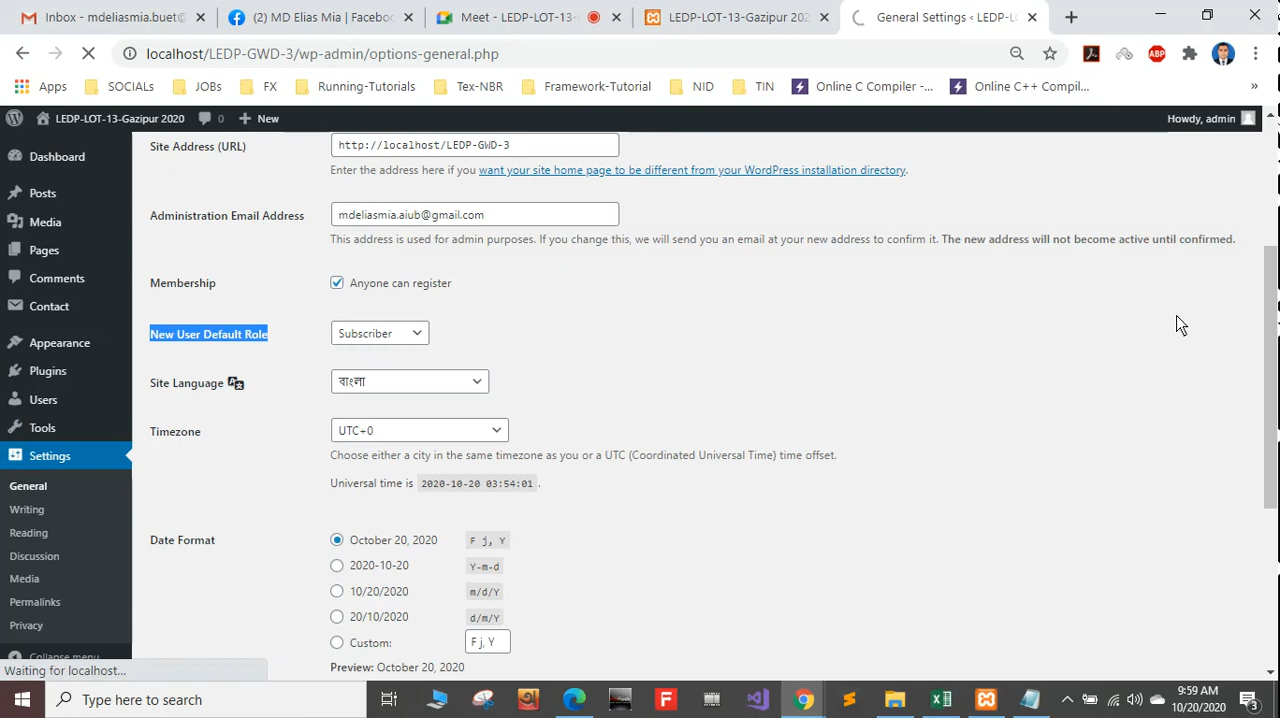 Inbox - mdeliasmia.buet@
(2) MD Elias Mia | Faceboo
Meet - LEDP-LOT-13-
LEDP-LOT-13-Gazipur 202
General Settings ‹ LEDP-L
localhost/LEDP-GWD-3/wp-admin/options-general.php
ABP
Apps
SOCIALs
JOBs
FX
Running-Tutorials
Tex-NBR
Framework-Tutorial
NID
TIN
Online C Compiler -...
Online C++ Compi...
»
LEDP-LOT-13-Gazipur 2020
0
New
Howdy, admin
Dashboard
Posts
Media
Pages
Comments
Contact
Appearance
Plugins
Users
Tools
Settings
General
Writing
Reading
Discussion
Media
Permalinks
Privacy
Collapse menu
Site Address (URL)
http://localhost/LEDP-GWD-3
Enter the address here if you want your site home page to be different from your WordPress installation directory.
Administration Email Address
mdeliasmia.aiub@gmail.com
This address is used for admin purposes. If you change this, we will send you an email at your new address to confirm it. The new address will not become active until confirmed.
Membership
Anyone can register
New User Default Role
Subscriber
Site Language
বাংলা
Timezone
UTC+0
Choose either a city in the same timezone as you or a UTC (Coordinated Universal Time) time offset.
Universal time is 2020-10-20 03:54:01 .
Date Format
October 20, 2020 F j, Y
2020-10-20 Y-m-d
10/20/2020 m/d/Y
20/10/2020 d/m/Y
Custom: F j, Y
Preview: October 20, 2020
Waiting for localhost...
Type here to search
9:59 AM
10/20/2020
3